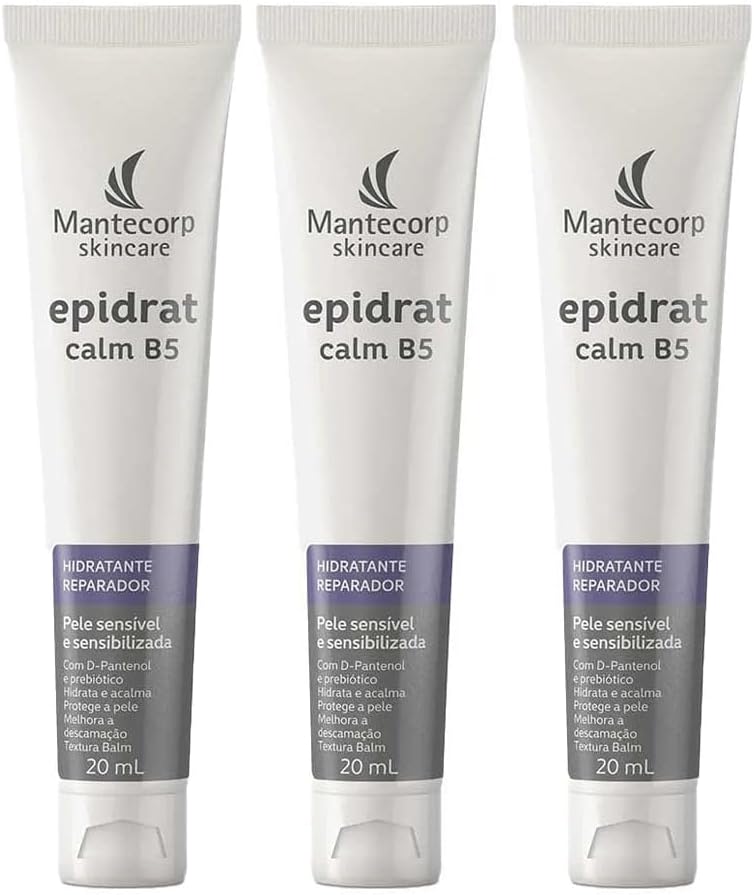 Mantecorp
skincare
epidrat
calm B5
HIDRATANTE
REPARADOR
Pele sensível
e sensibilizada
Com D-Pantenol
e prebiótico
Hidrata e acalma
Protege a pele
Melhora a
descamação
Textura Balm
20 mL
Mantecorp
skincare
epidrat
calm B5
HIDRATANTE
REPARADOR
Pele sensível
e sensibilizada
Com D-Pantenol
e prebiótico
Hidrata e acalma
Protege a pele
Melhora a
descamação
Textura Balm
20 mL
Mantecorp
skincare
epidrat
calm B5
HIDRATANTE
REPARADOR
Pele sensível
e sensibilizada
Com D-Pantenol
e prebiótico
Hidrata e acalma
Protege a pele
Melhora a
descamação
Textura Balm
20 mL